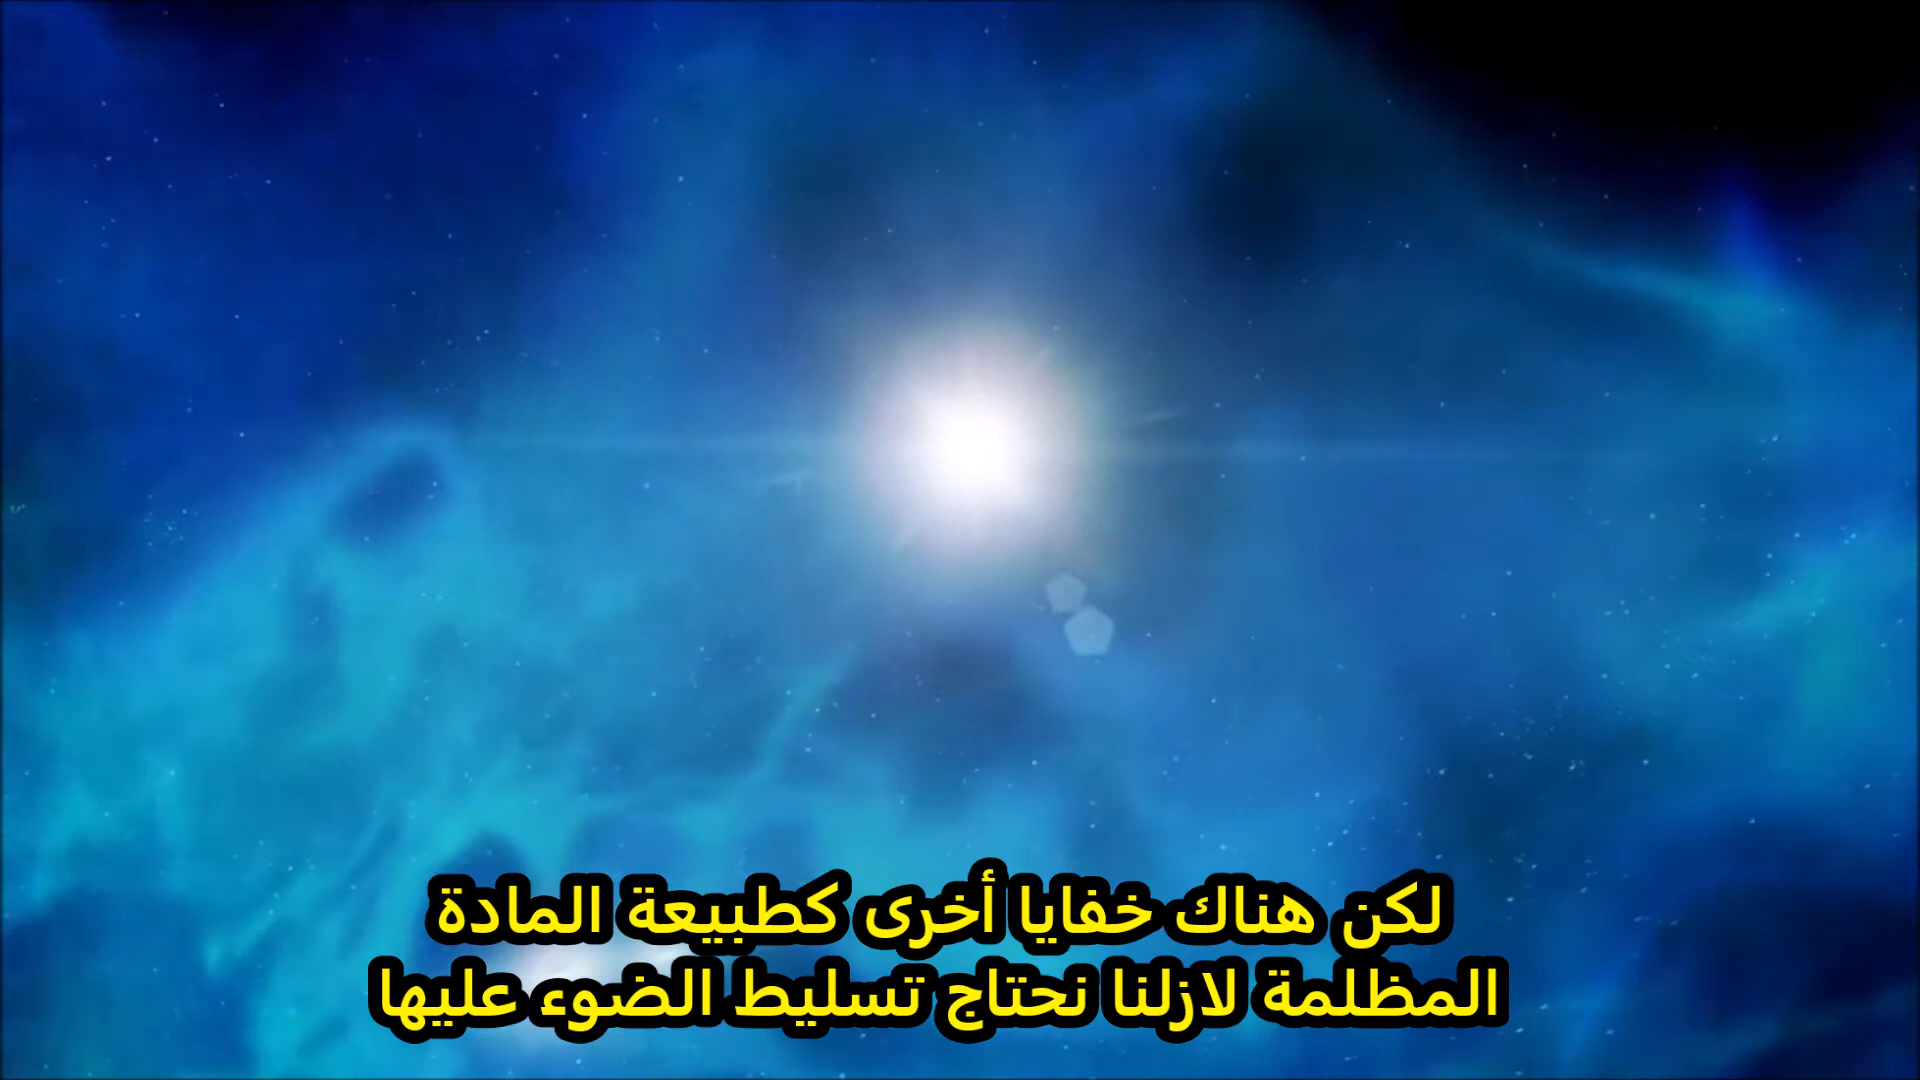 لكن هناك خفايا أخرى كطبيعة المادة
المظلمة لازلنا نحتاج تسليط الضوء عليها